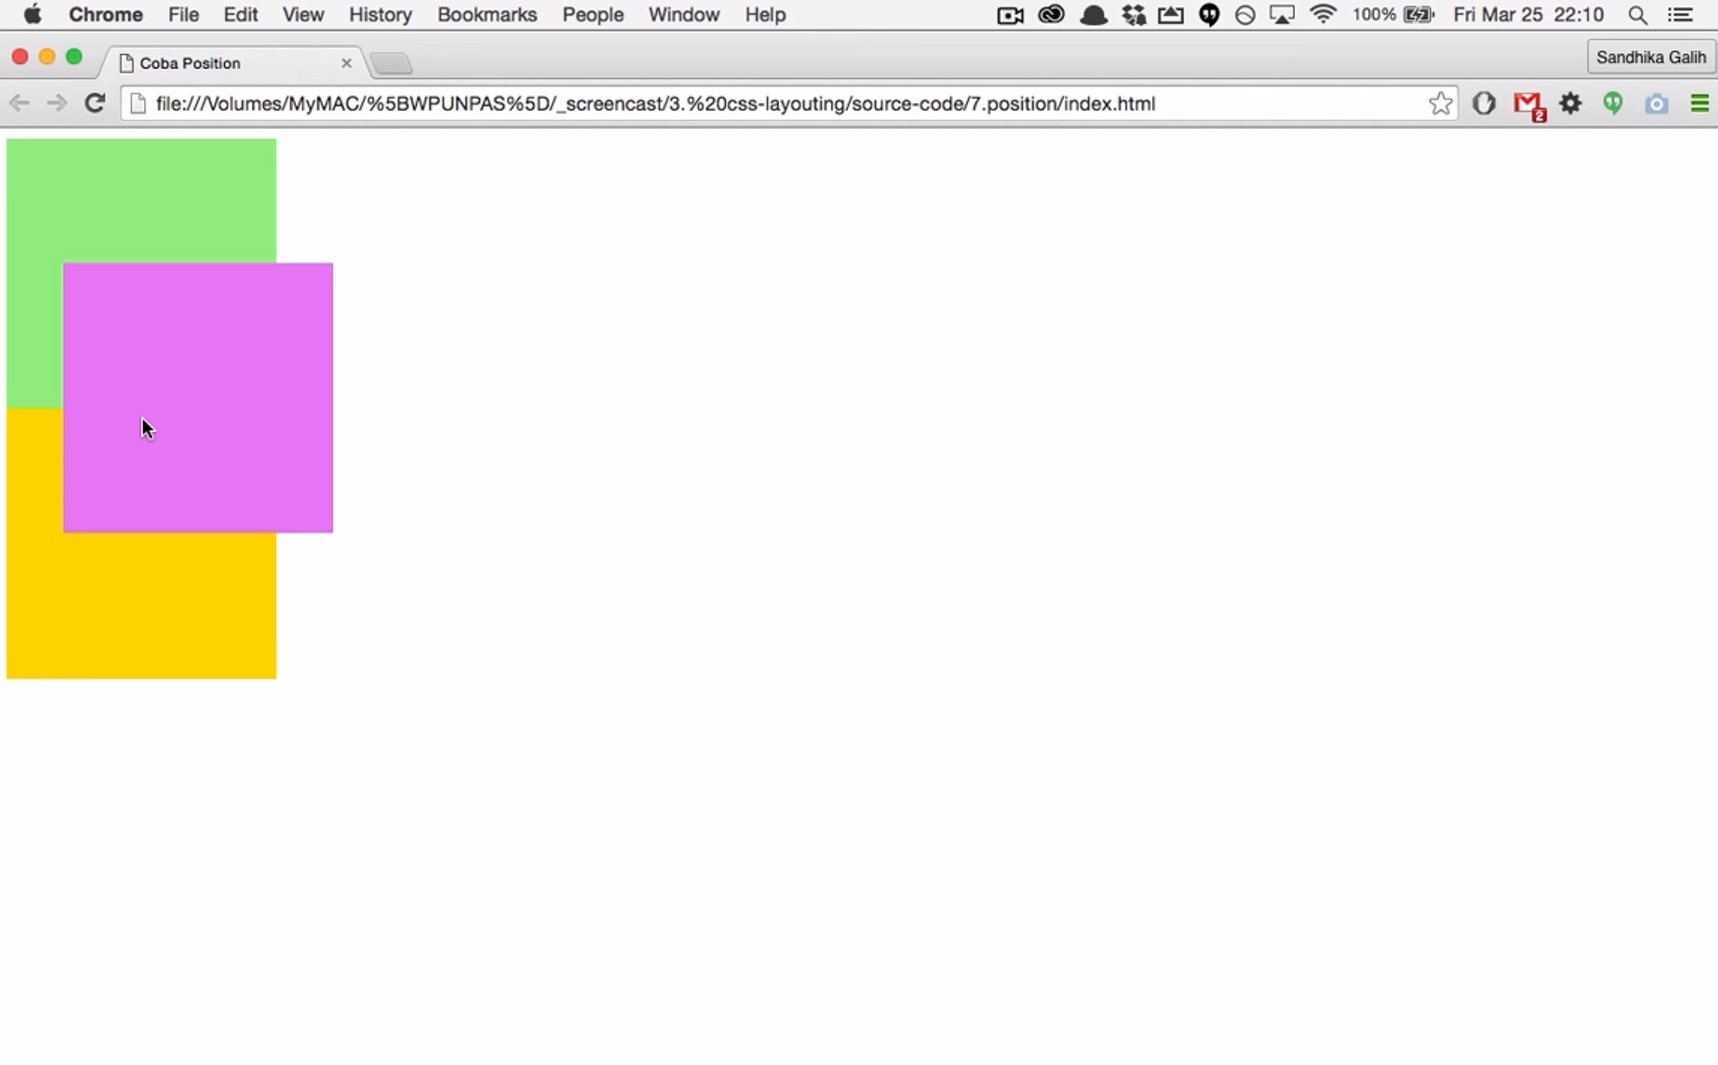 Chrome File Edit View History Bookmarks People Window Help 100% Fri Mar 25 22:10
Coba Position Sandhika Galih
file:///Volumes/MyMAC/%5BWPUNPAS%5D/_screencast/3.%20css-layouting/source-code/7.position/index.html 2